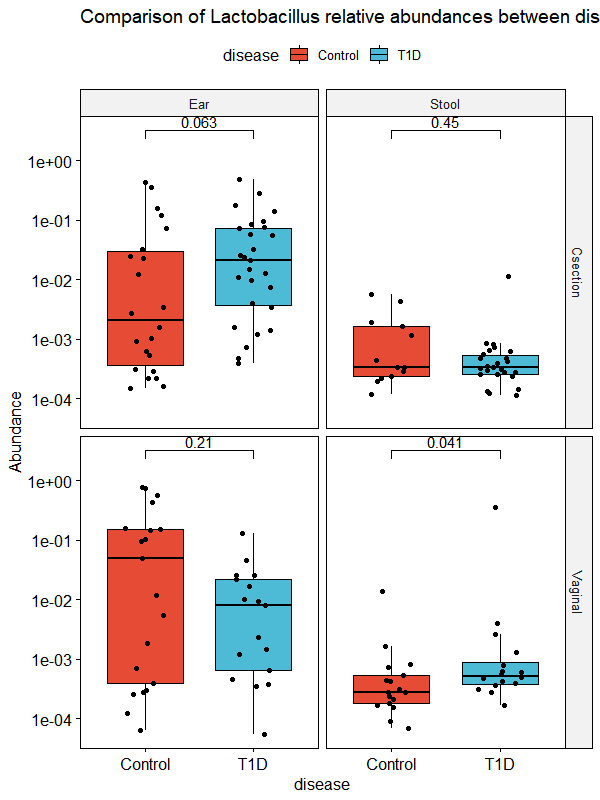 Comparison of Lactobacillus relative abundances between dis
disease Control T1D
Ear Stool
0.063 0.45
1e+00
1e-01
1e-02
1e-03
1e-04
Csection
0.21 0.041
1e+00
1e-01
1e-02
1e-03
1e-04
Vaginal
Abundance
Control T1D Control T1D
disease